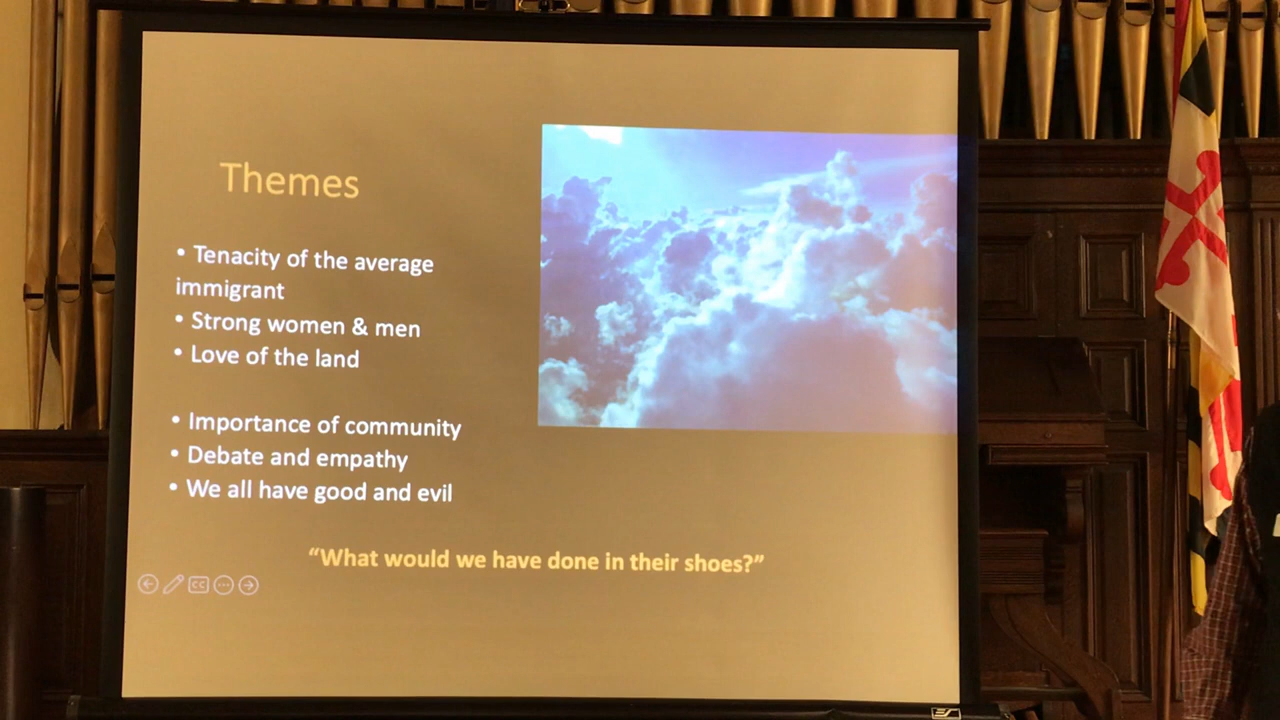 Themes
• Tenacity of the average
immigrant
• Strong women & men
• Love of the land
• Importance of community
• Debate and empathy
• We all have good and evil
“What would we have done in their shoes?”
CC